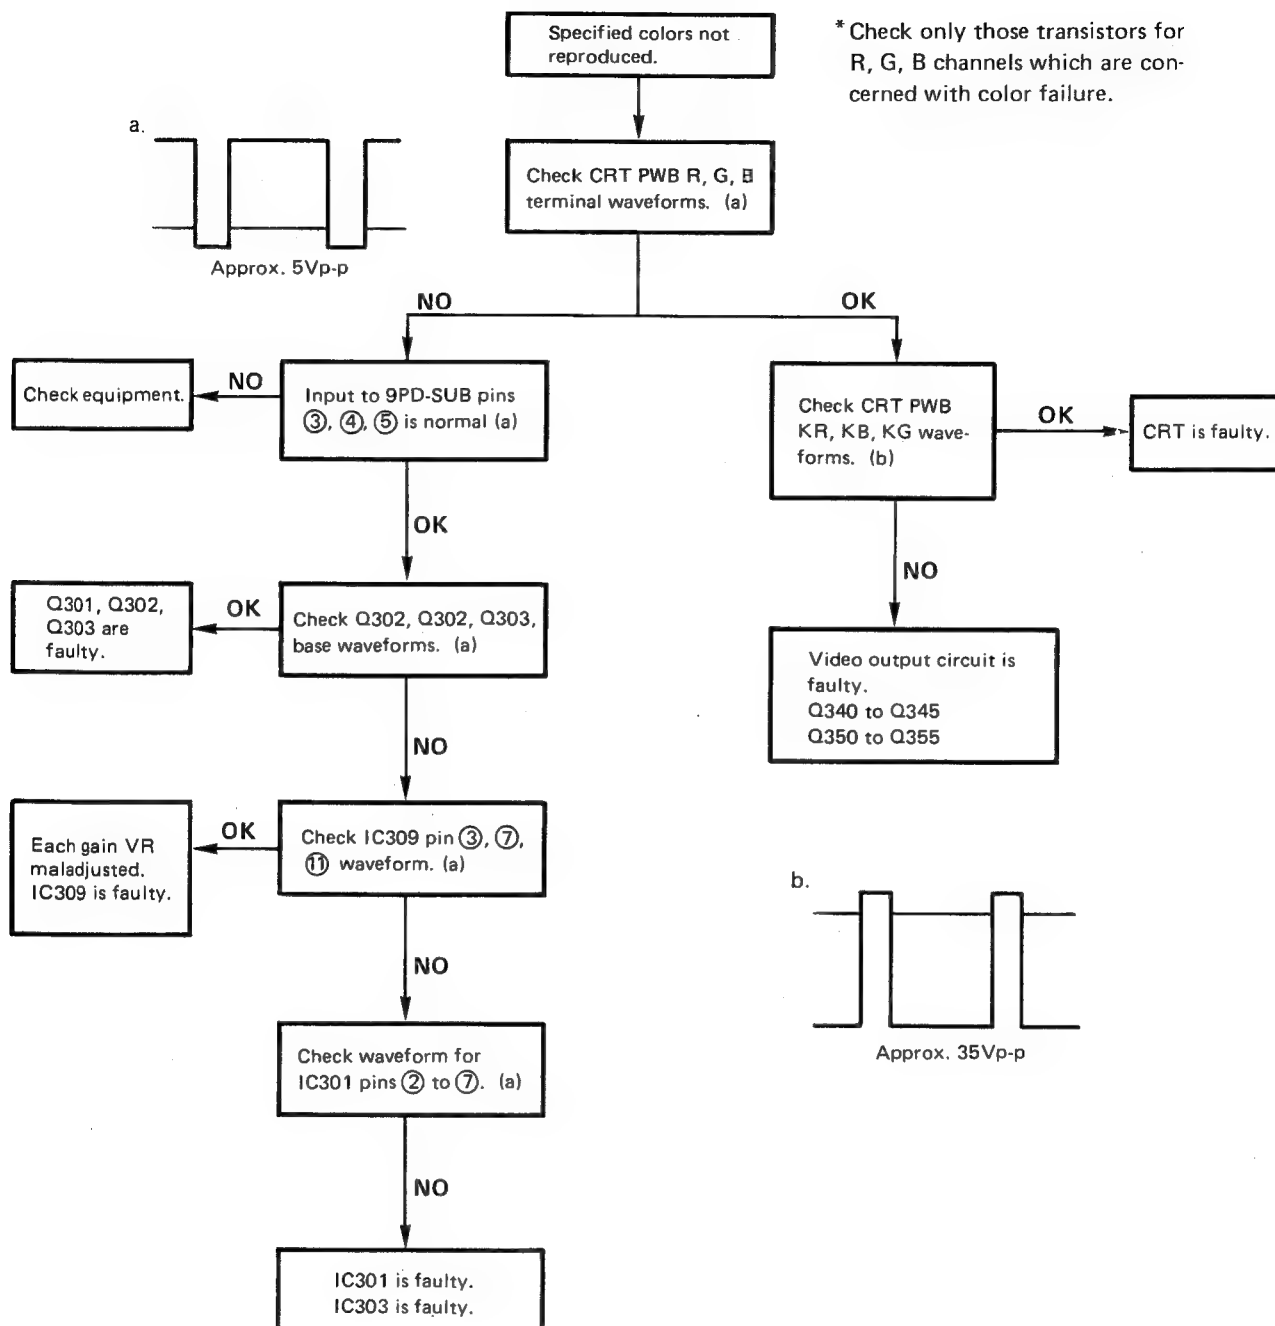 Specified colors not
reproduced.
* Check only those transistors for
R, G, B channels which are con-
cerned with color failure.
a.
Approx. 5Vp-p
Check CRT PWB R, G, B
terminal waveforms. (a)
NO
OK
Check equipment.
NO
Input to 9PD-SUB pins
③, ④, ⑤ is normal (a)
Check CRT PWB
KR, KB, KG wave-
forms. (b)
OK
CRT is faulty.
OK
NO
Q301, Q302,
Q303 are
faulty.
OK
Check Q302, Q302, Q303,
base waveforms. (a)
Video output circuit is
faulty.
Q340 to Q345
Q350 to Q355
NO
Each gain VR
maladjusted.
IC309 is faulty.
OK
Check IC309 pin ③, ⑦,
⑪ waveform. (a)
b.
Approx. 35Vp-p
NO
Check waveform for
IC301 pins ② to ⑦. (a)
NO
IC301 is faulty.
IC303 is faulty.